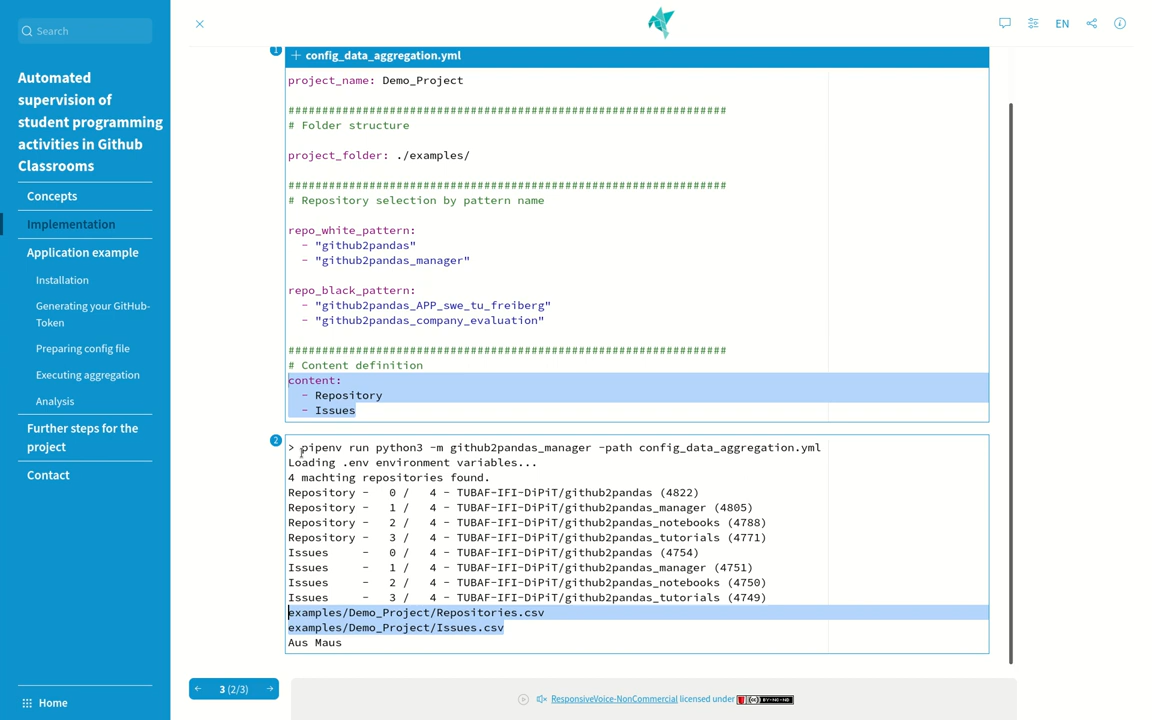 Search
Automated
supervision of
student programming
activities in Github
Classrooms
Concepts
Implementation
Application example
Installation
Generating your GitHub-
Token
Preparing config file
Executing aggregation
Analysis
Further steps for the
project
Contact
Home
EN
1
+ config_data_aggregation.yml
project_name: Demo_Project
#################################################################
# Folder structure
project_folder: ./examples/
#################################################################
# Repository selection by pattern name
repo_white_pattern:
- "github2pandas"
- "github2pandas_manager"
repo_black_pattern:
- "github2pandas_APP_swe_tu_freiberg"
- "github2pandas_company_evaluation"
#################################################################
# Content definition
content:
- Repository
- Issues
2
> pipenv run python3 -m github2pandas_manager -path config_data_aggregation.yml
Loading .env environment variables...
4 machting repositories found.
Repository -   0 /   4 - TUBAF-IFI-DiPiT/github2pandas (4822)
Repository -   1 /   4 - TUBAF-IFI-DiPiT/github2pandas_manager (4805)
Repository -   2 /   4 - TUBAF-IFI-DiPiT/github2pandas_notebooks (4788)
Repository -   3 /   4 - TUBAF-IFI-DiPiT/github2pandas_tutorials (4771)
Issues     -   0 /   4 - TUBAF-IFI-DiPiT/github2pandas (4754)
Issues     -   1 /   4 - TUBAF-IFI-DiPiT/github2pandas_manager (4751)
Issues     -   2 /   4 - TUBAF-IFI-DiPiT/github2pandas_notebooks (4750)
Issues     -   3 /   4 - TUBAF-IFI-DiPiT/github2pandas_tutorials (4749)
examples/Demo_Project/Repositories.csv
examples/Demo_Project/Issues.csv
Aus Maus
← 3 (2/3) →
ResponsiveVoice-NonCommercial licensed under